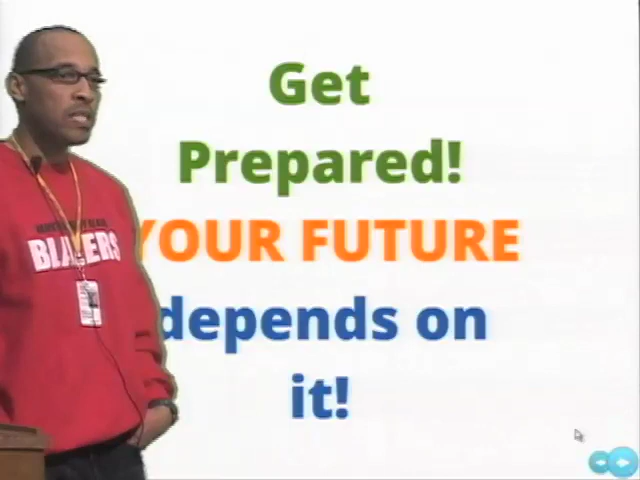 Get
Prepared!
YOUR FUTURE
depends on
it!
BLAZERS